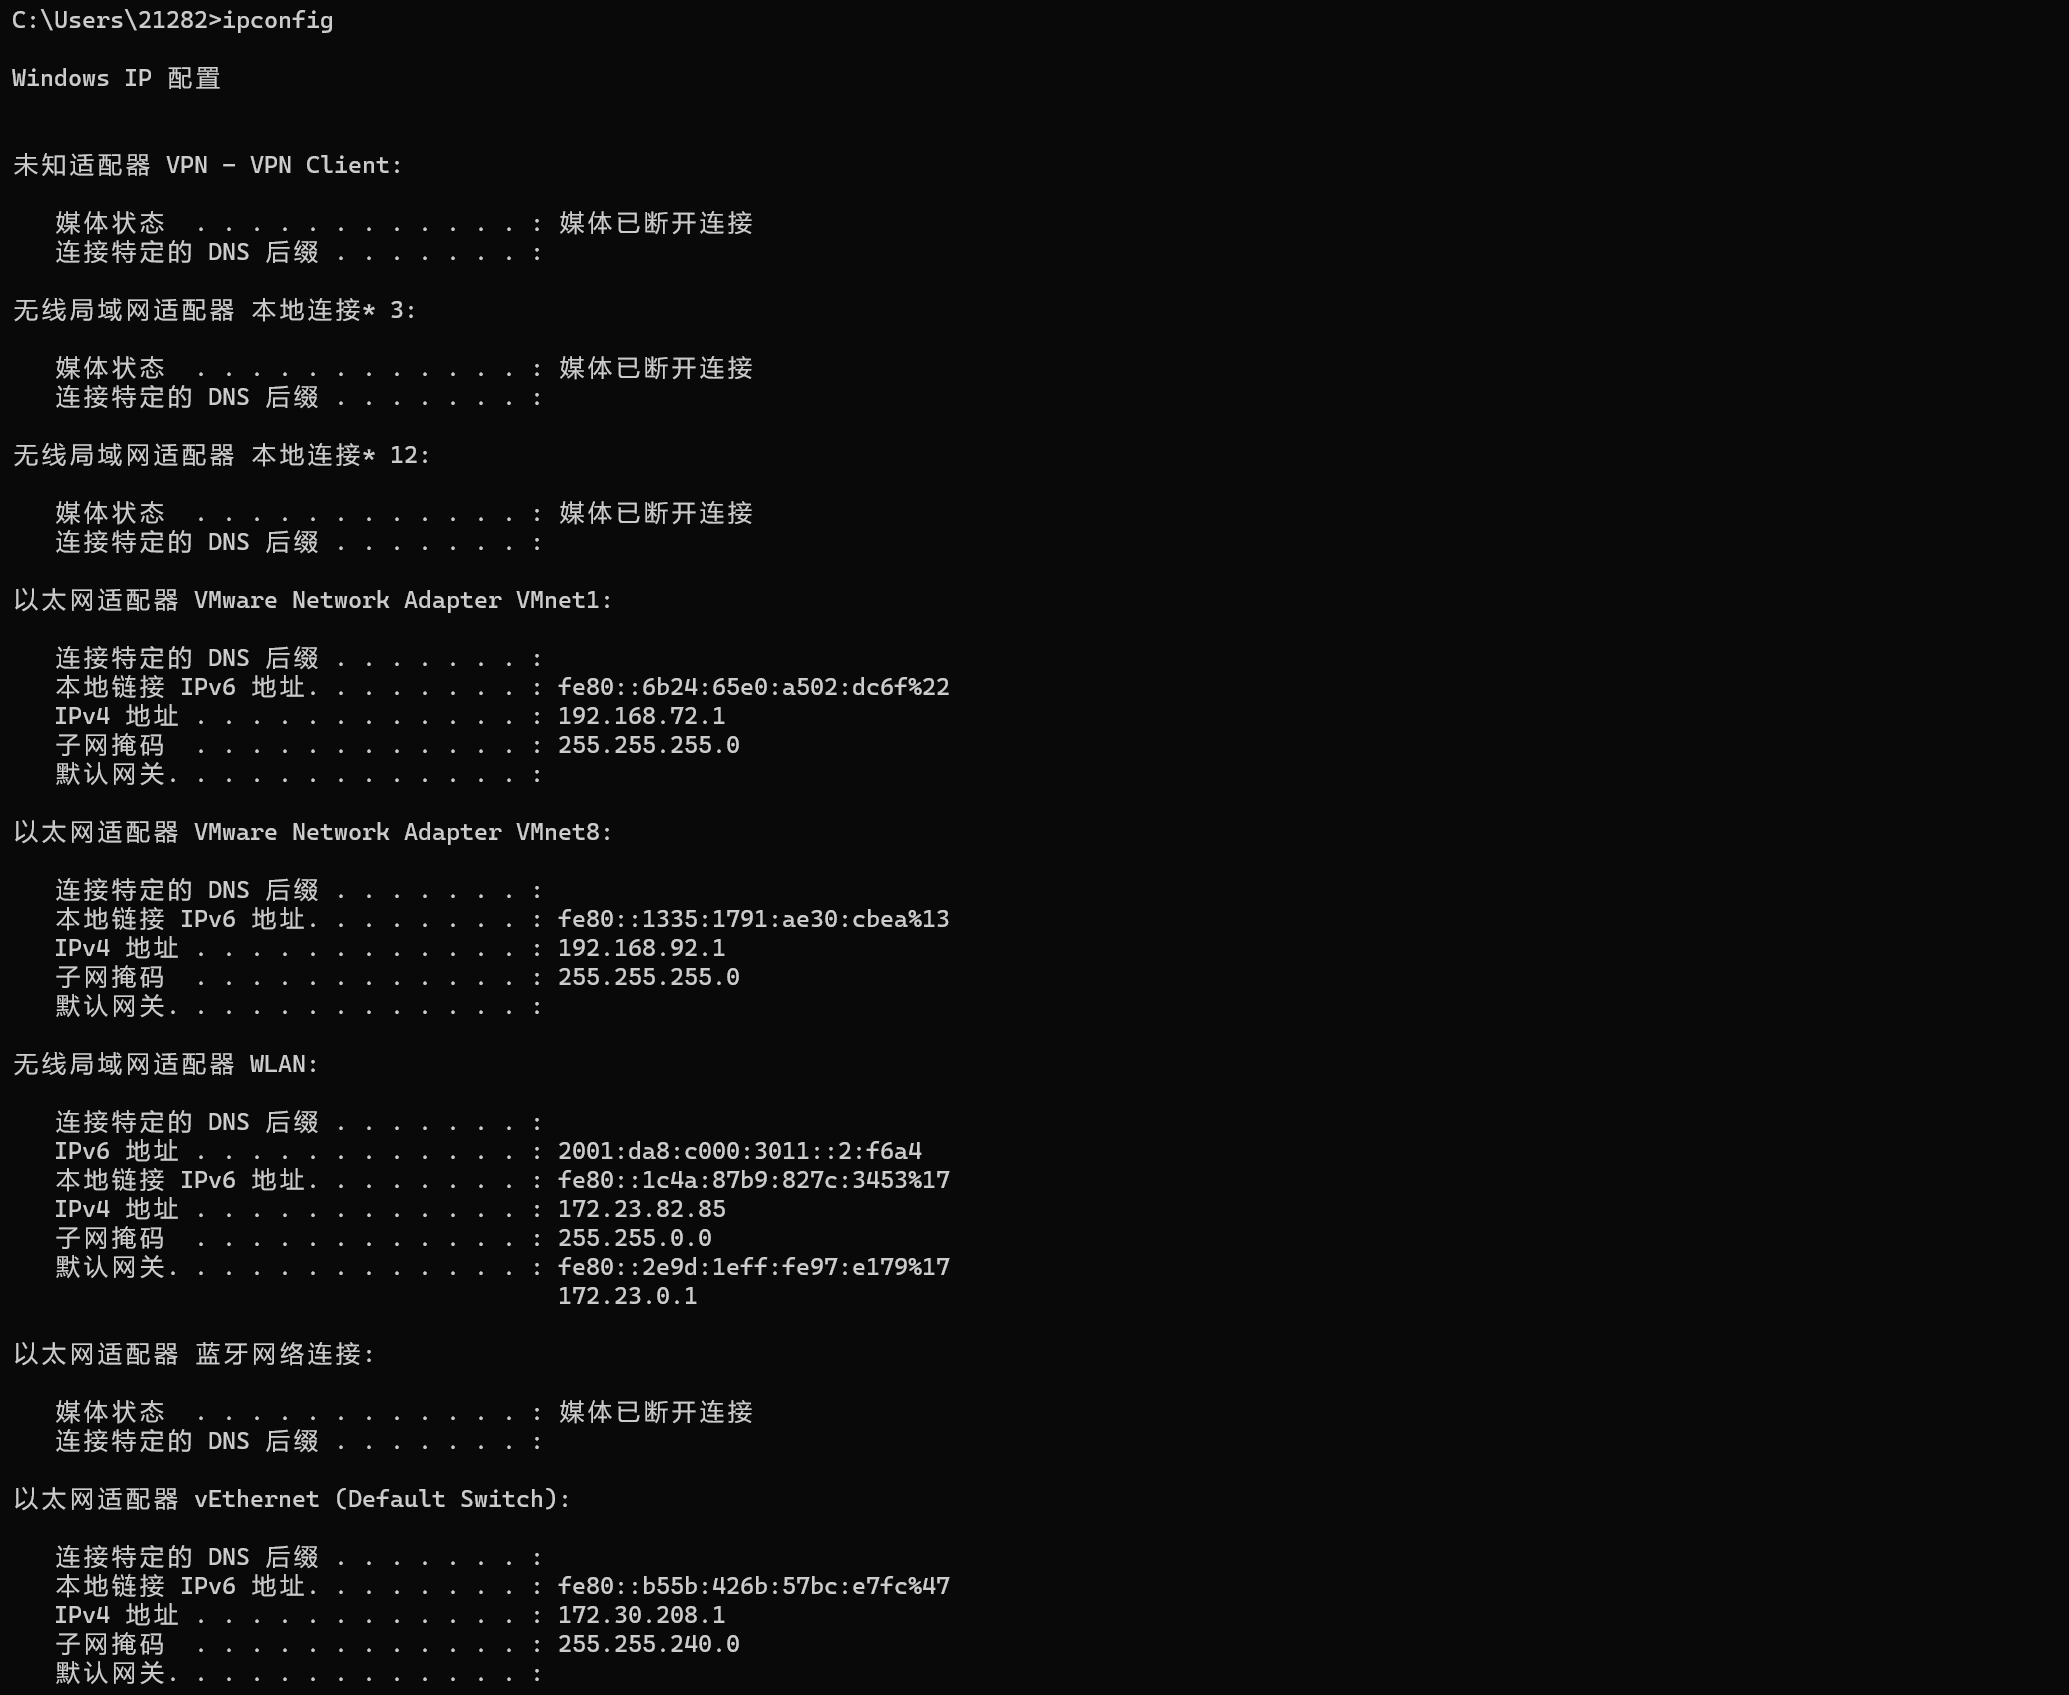 C:\Users\21282>ipconfig
Windows IP 配置
未知适配器 VPN - VPN Client:
媒体状态  . . . . . . . . . . . . : 媒体已断开连接
连接特定的 DNS 后缀 . . . . . . . :
无线局域网适配器 本地连接* 3:
媒体状态  . . . . . . . . . . . . : 媒体已断开连接
连接特定的 DNS 后缀 . . . . . . . :
无线局域网适配器 本地连接* 12:
媒体状态  . . . . . . . . . . . . : 媒体已断开连接
连接特定的 DNS 后缀 . . . . . . . :
以太网适配器 VMware Network Adapter VMnet1:
连接特定的 DNS 后缀 . . . . . . . :
本地链接 IPv6 地址. . . . . . . . : fe80::6b24:65e0:a502:dc6f%22
IPv4 地址 . . . . . . . . . . . . : 192.168.72.1
子网掩码  . . . . . . . . . . . . : 255.255.255.0
默认网关. . . . . . . . . . . . . :
以太网适配器 VMware Network Adapter VMnet8:
连接特定的 DNS 后缀 . . . . . . . :
本地链接 IPv6 地址. . . . . . . . : fe80::1335:1791:ae30:cbea%13
IPv4 地址 . . . . . . . . . . . . : 192.168.92.1
子网掩码  . . . . . . . . . . . . : 255.255.255.0
默认网关. . . . . . . . . . . . . :
无线局域网适配器 WLAN:
连接特定的 DNS 后缀 . . . . . . . :
IPv6 地址 . . . . . . . . . . . . : 2001:da8:c000:3011::2:f6a4
本地链接 IPv6 地址. . . . . . . . : fe80::1c4a:87b9:827c:3453%17
IPv4 地址 . . . . . . . . . . . . : 172.23.82.85
子网掩码  . . . . . . . . . . . . : 255.255.0.0
默认网关. . . . . . . . . . . . . : fe80::2e9d:1eff:fe97:e179%17
172.23.0.1
以太网适配器 蓝牙网络连接:
媒体状态  . . . . . . . . . . . . : 媒体已断开连接
连接特定的 DNS 后缀 . . . . . . . :
以太网适配器 vEthernet (Default Switch):
连接特定的 DNS 后缀 . . . . . . . :
本地链接 IPv6 地址. . . . . . . . : fe80::b55b:426b:57bc:e7fc%47
IPv4 地址 . . . . . . . . . . . . : 172.30.208.1
子网掩码  . . . . . . . . . . . . : 255.255.240.0
默认网关. . . . . . . . . . . . . :